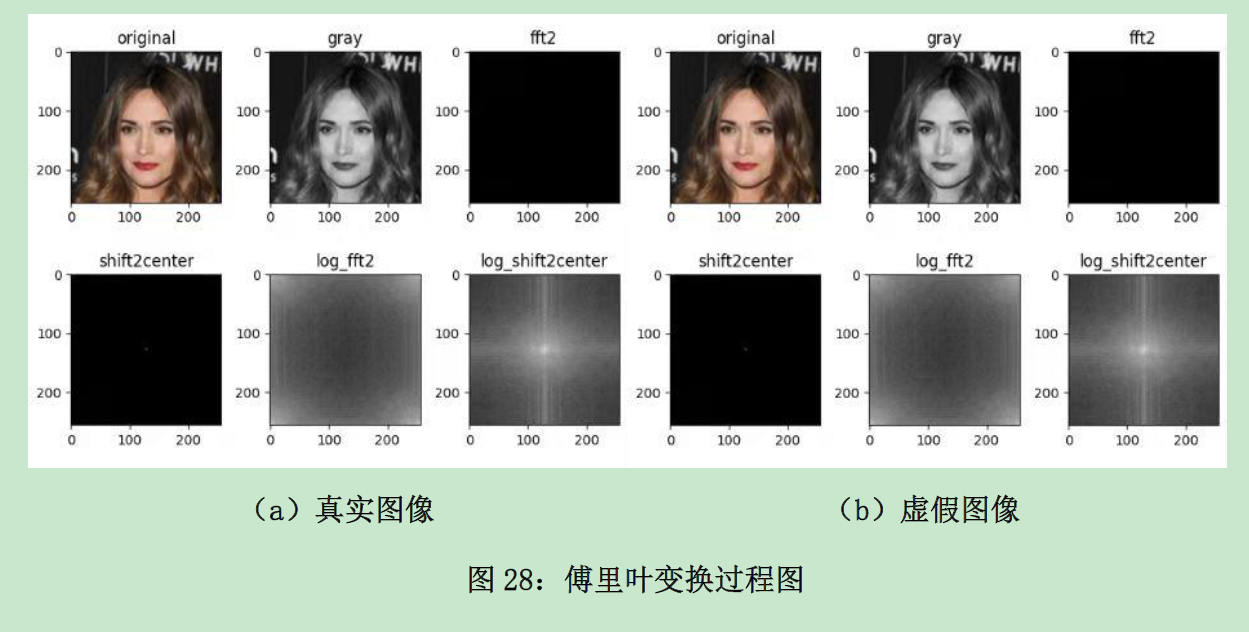 original gray fft2 original gray fft2
0 0 0 0 0 0
WH WH WH WH
100 100 100 100 100 100
200 200 200 200 200 200
0 100 200 0 100 200 0 100 200 0 100 200 0 100 200 0 100 200
shift2center log_fft2 log_shift2center shift2center log_fft2 log_shift2center
0 0 0 0 0 0
100 100 100 100 100 100
200 200 200 200 200 200
0 100 200 0 100 200 0 100 200 0 100 200 0 100 200 0 100 200
（a）真实图像 （b）虚假图像
图 28：傅里叶变换过程图